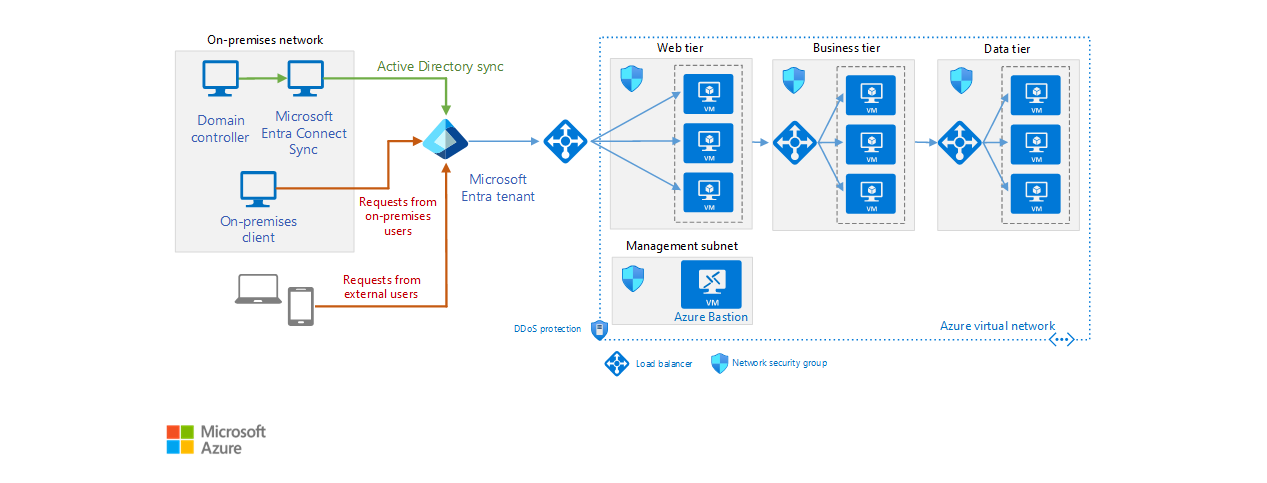 On-premises network
Domain
controller
Microsoft
Entra Connect
Sync
On-premises
client
Active Directory sync
Requests from
on-premises
users
Requests from
external users
Microsoft
Entra tenant
Web tier
VM
VM
VM
Business tier
VM
VM
VM
Data tier
VM
VM
VM
Management subnet
VM
Azure Bastion
DDoS protection
Azure virtual network
Load balancer
Network security group
Microsoft
Azure